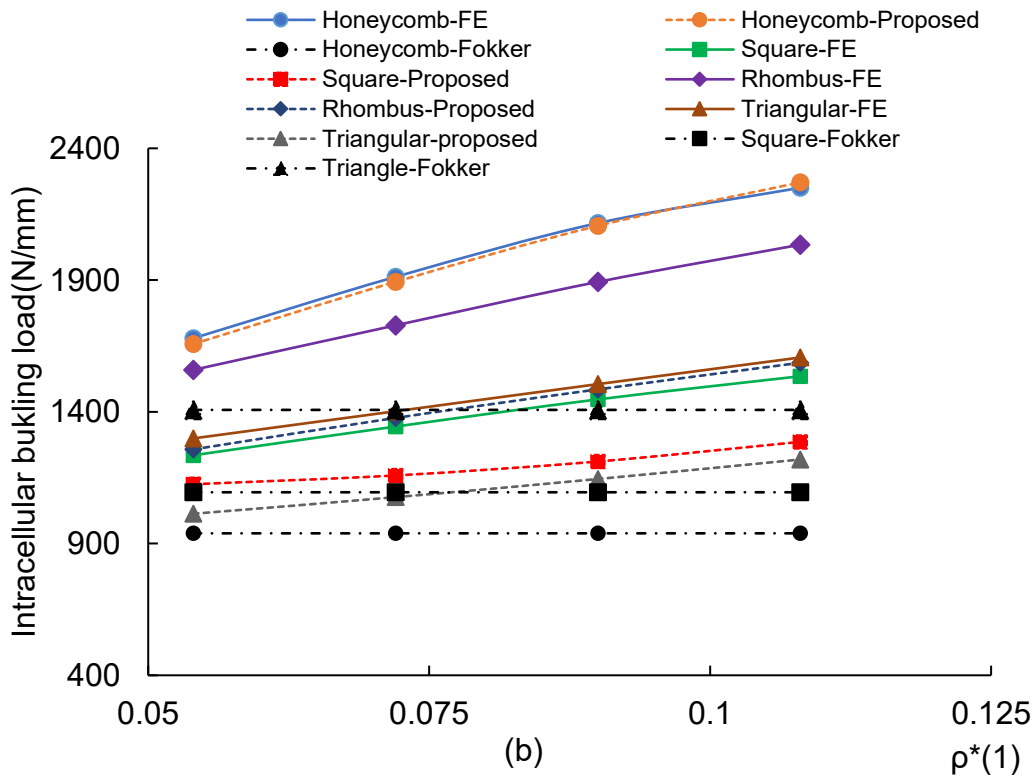 Honeycomb-FE Honeycomb-Proposed
Honeycomb-Fokker Square-FE
Square-Proposed Rhombus-FE
Rhombus-Proposed Triangular-FE
Triangular-proposed Square-Fokker
Triangle-Fokker
Intracellular bukling load(N/mm)
2400
1900
1400
900
400
0.05 0.075 0.1 0.125
(b) ρ*(1)